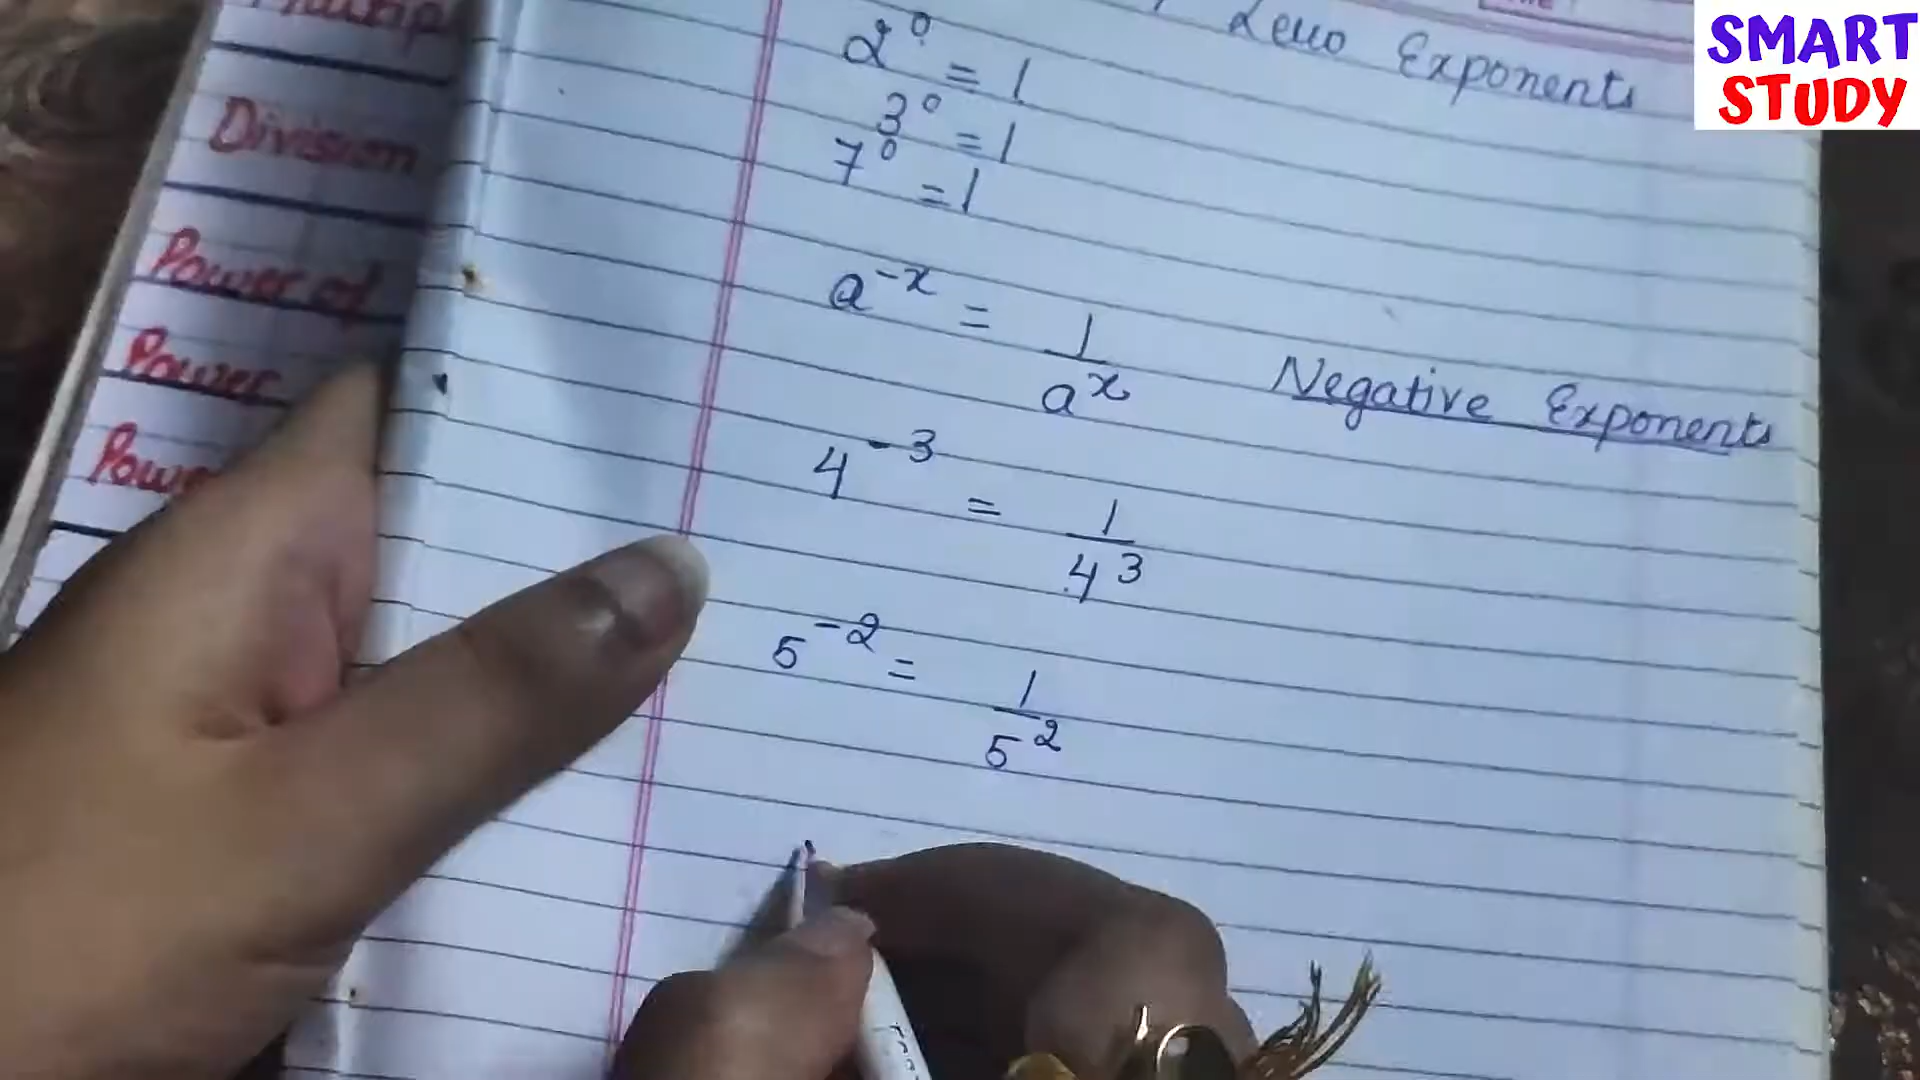 SMART
STUDY
Division
Power of
Power
Zero Exponents
2⁰ = 1
3⁰ = 1
7⁰ = 1
a⁻ˣ = 1/aˣ Negative Exponents
4⁻³ = 1/4³
5⁻² = 1/5²